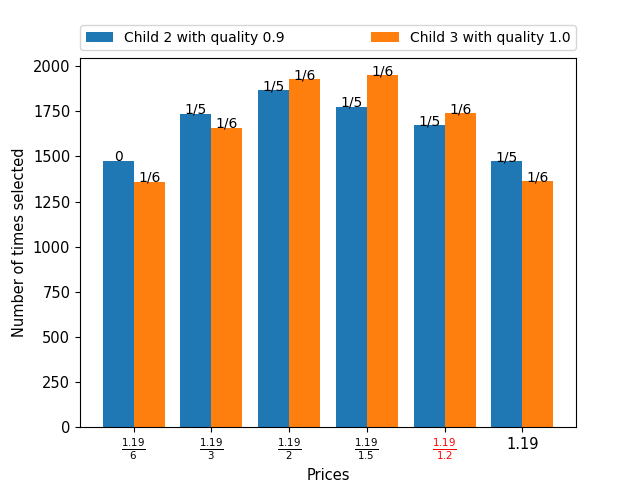 Child 2 with quality 0.9 Child 3 with quality 1.0
Number of times selected
2000
1750
1500
1250
1000
750
500
250
0
0 1/6 1/5 1/6 1/5 1/6 1/5 1/6 1/5 1/6 1/5 1/6
1.19/6 1.19/3 1.19/2 1.19/1.5 1.19/1.2 1.19
Prices